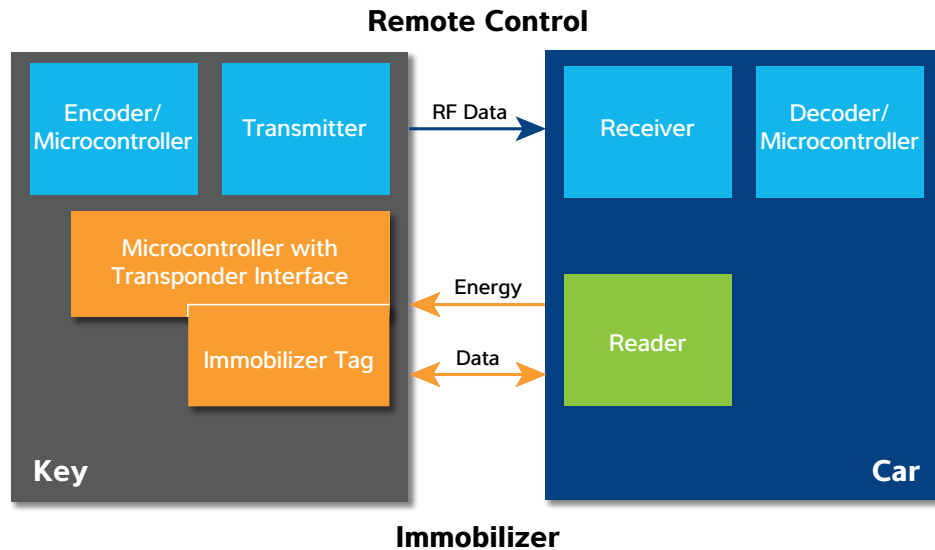 Remote Control
Encoder/
Microcontroller
Transmitter
RF Data
Receiver
Decoder/
Microcontroller
Microcontroller with
Transponder Interface
Energy
Immobilizer Tag
Data
Reader
Key
Car
Immobilizer